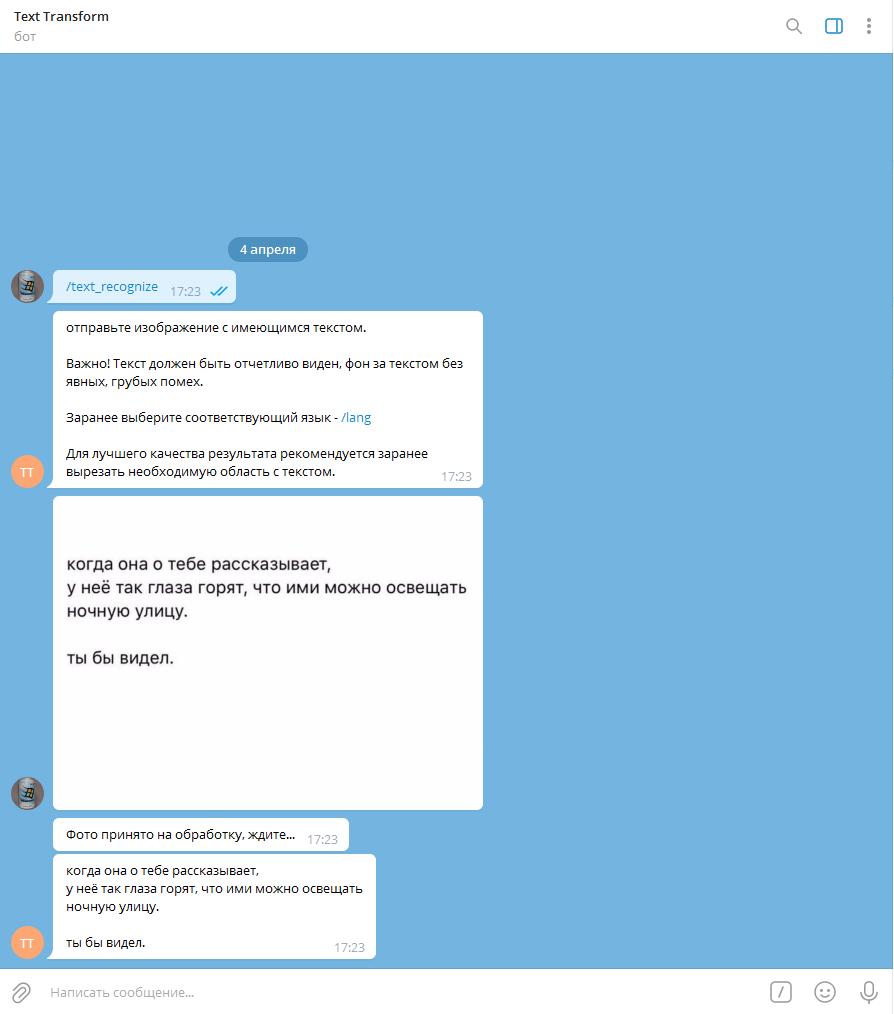 Text Transform
бот
4 апреля
/text_recognize 17:23
отправьте изображение с имеющимся текстом.
Важно! Текст должен быть отчетливо виден, фон за текстом без
явных, грубых помех.
Заранее выберите соответствующий язык - /lang
Для лучшего качества результата рекомендуется заранее
вырезать необходимую область с текстом.
17:23
TT
когда она о тебе рассказывает,
у неё так глаза горят, что ими можно освещать
ночную улицу.
ты бы видел.
Фото принято на обработку, ждите... 17:23
когда она о тебе рассказывает,
у неё так глаза горят, что ими можно освещать
ночную улицу.
ты бы видел.
17:23
TT
Написать сообщение...